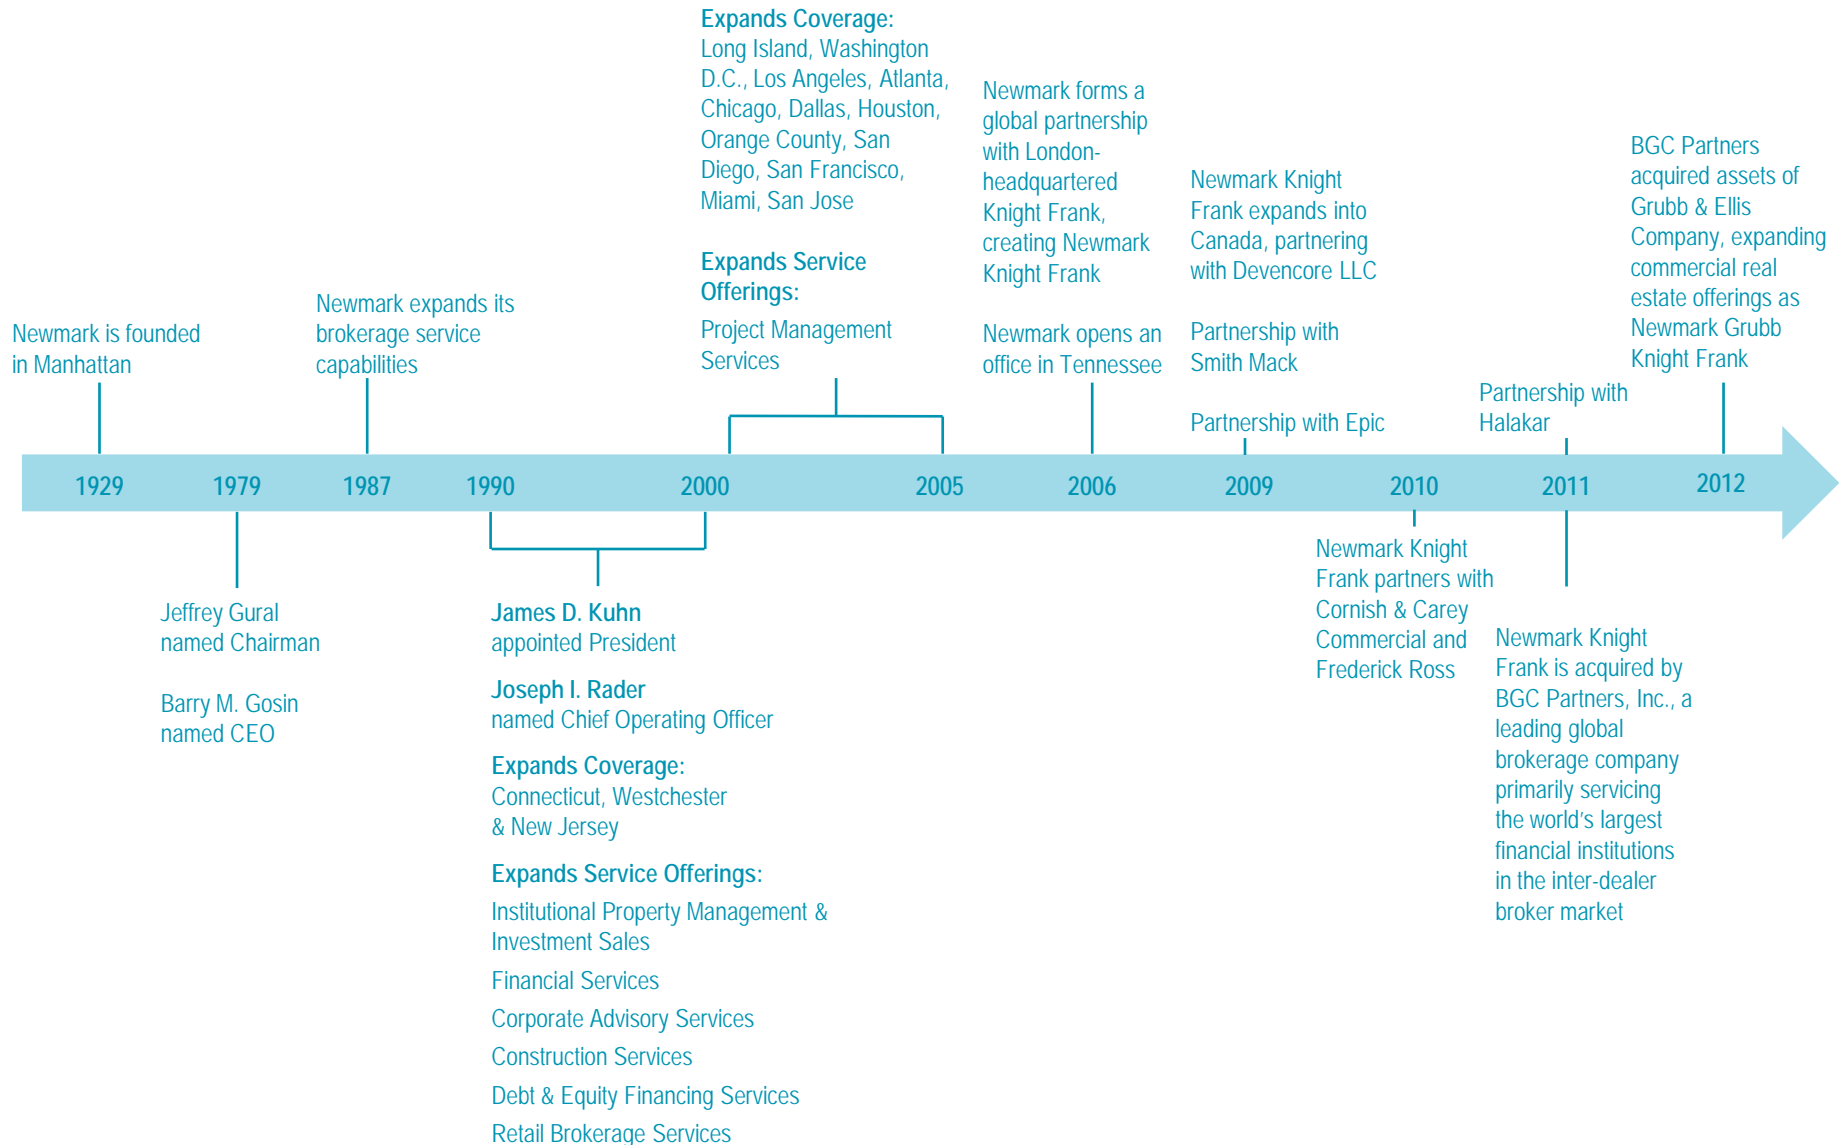 Expands Coverage:
Long Island, Washington
D.C., Los Angeles, Atlanta,
Chicago, Dallas, Houston,
Orange County, San
Diego, San Francisco,
Miami, San Jose
Expands Service
Offerings:
Project Management
Services
Newmark is founded
in Manhattan
Newmark expands its
brokerage service
capabilities
Newmark forms a
global partnership
with London-
headquartered
Knight Frank,
creating Newmark
Knight Frank
Newmark opens an
office in Tennessee
Newmark Knight
Frank expands into
Canada, partnering
with Devencore LLC
Partnership with
Smith Mack
Partnership with Epic
Partnership with
Halakar
BGC Partners
acquired assets of
Grubb & Ellis
Company, expanding
commercial real
estate offerings as
Newmark Grubb
Knight Frank
1929 1979 1987 1990 2000 2005 2006 2009 2010 2011 2012
Jeffrey Gural
named Chairman
Barry M. Gosin
named CEO
James D. Kuhn
appointed President
Joseph I. Rader
named Chief Operating Officer
Expands Coverage:
Connecticut, Westchester
& New Jersey
Expands Service Offerings:
Institutional Property Management &
Investment Sales
Financial Services
Corporate Advisory Services
Construction Services
Debt & Equity Financing Services
Retail Brokerage Services
Newmark Knight
Frank partners with
Cornish & Carey
Commercial and
Frederick Ross
Newmark Knight
Frank is acquired by
BGC Partners, Inc., a
leading global
brokerage company
primarily servicing
the world’s largest
financial institutions
in the inter-dealer
broker market